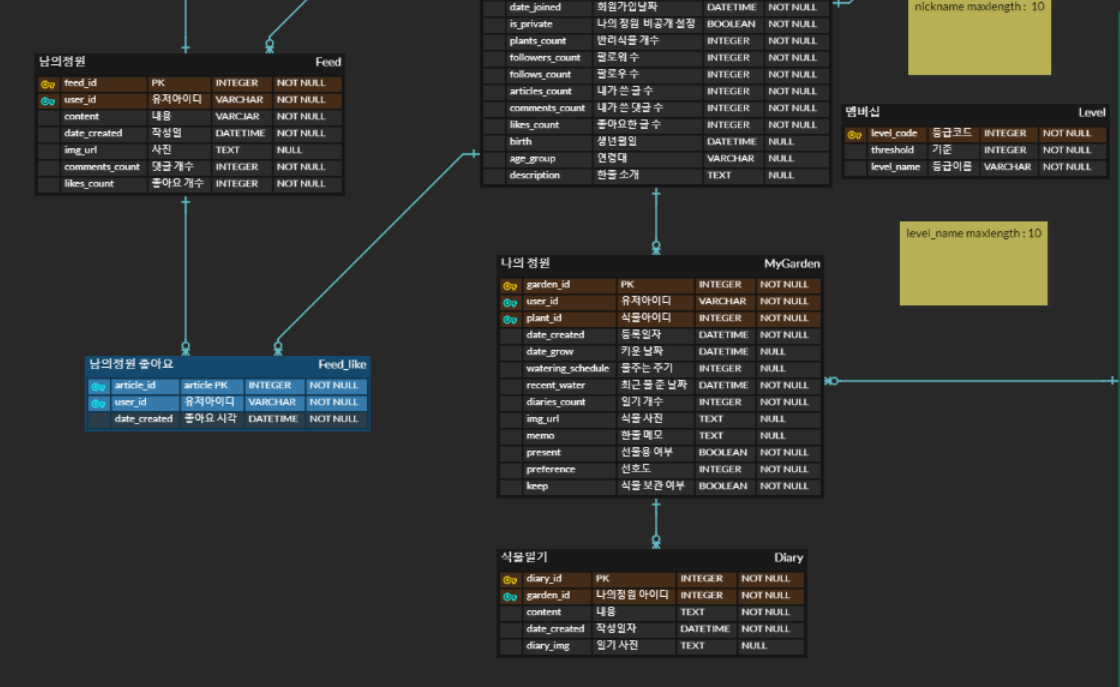 date_joined 회원가입날짜 DATETIME NOT NULL
is_private 나의 정원 비공개 설정 BOOLEAN NOT NULL
plants_count 반려식물 개수 INTEGER NOT NULL
followers_count 팔로워 수 INTEGER NOT NULL
follows_count 팔로우 수 INTEGER NOT NULL
articles_count 내가 쓴 글 수 INTEGER NOT NULL
comments_count 내가 쓴 댓글 수 INTEGER NOT NULL
likes_count 좋아요한 글 수 INTEGER NOT NULL
birth 생년월일 DATETIME NULL
age_group 연령대 VARCHAR NULL
description 한줄 소개 TEXT NULL
nickname maxlength : 10
남의정원 Feed
feed_id PK INTEGER NOT NULL
user_id 유저아이디 VARCHAR NOT NULL
content 내용 VARCJAR NOT NULL
date_created 작성일 DATETIME NOT NULL
img_url 사진 TEXT NULL
comments_count 댓글 개수 INTEGER NOT NULL
likes_count 좋아요 개수 INTEGER NOT NULL
멤버십 Level
level_code 등급코드 INTEGER NOT NULL
threshold 기준 INTEGER NOT NULL
level_name 등급이름 VARCHAR NOT NULL
level_name maxlength : 10
나의 정원 MyGarden
garden_id PK INTEGER NOT NULL
user_id 유저아이디 VARCHAR NOT NULL
plant_id 식물아이디 INTEGER NOT NULL
date_created 등록일자 DATETIME NOT NULL
date_grow 키운 날짜 DATETIME NULL
watering_schedule 물주는 주기 INTEGER NULL
recent_water 최근 물 준 날짜 DATETIME NOT NULL
diaries_count 일기 개수 INTEGER NOT NULL
img_url 식물 사진 TEXT NULL
memo 한줄 메모 TEXT NULL
present 선물용 여부 BOOLEAN NOT NULL
preference 선호도 INTEGER NOT NULL
keep 식물 보관 여부 BOOLEAN NOT NULL
남의정원 좋아요 Feed_like
article_id article PK INTEGER NOT NULL
user_id 유저아이디 VARCHAR NOT NULL
date_created 좋아요 시각 DATETIME NOT NULL
식물일기 Diary
diary_id PK INTEGER NOT NULL
garden_id 나의정원 아이디 INTEGER NOT NULL
content 내용 TEXT NOT NULL
date_created 작성일자 DATETIME NOT NULL
diary_img 일기 사진 TEXT NULL